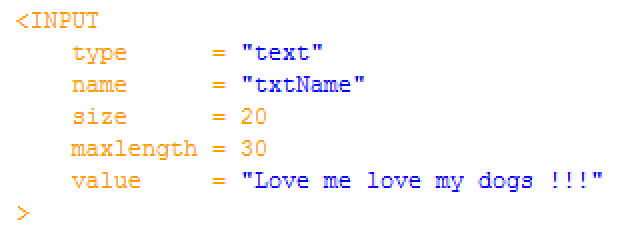 <INPUT
type = "text"
name = "txtName"
size = 20
maxlength = 30
value = "Love me love my dogs !!!"
>